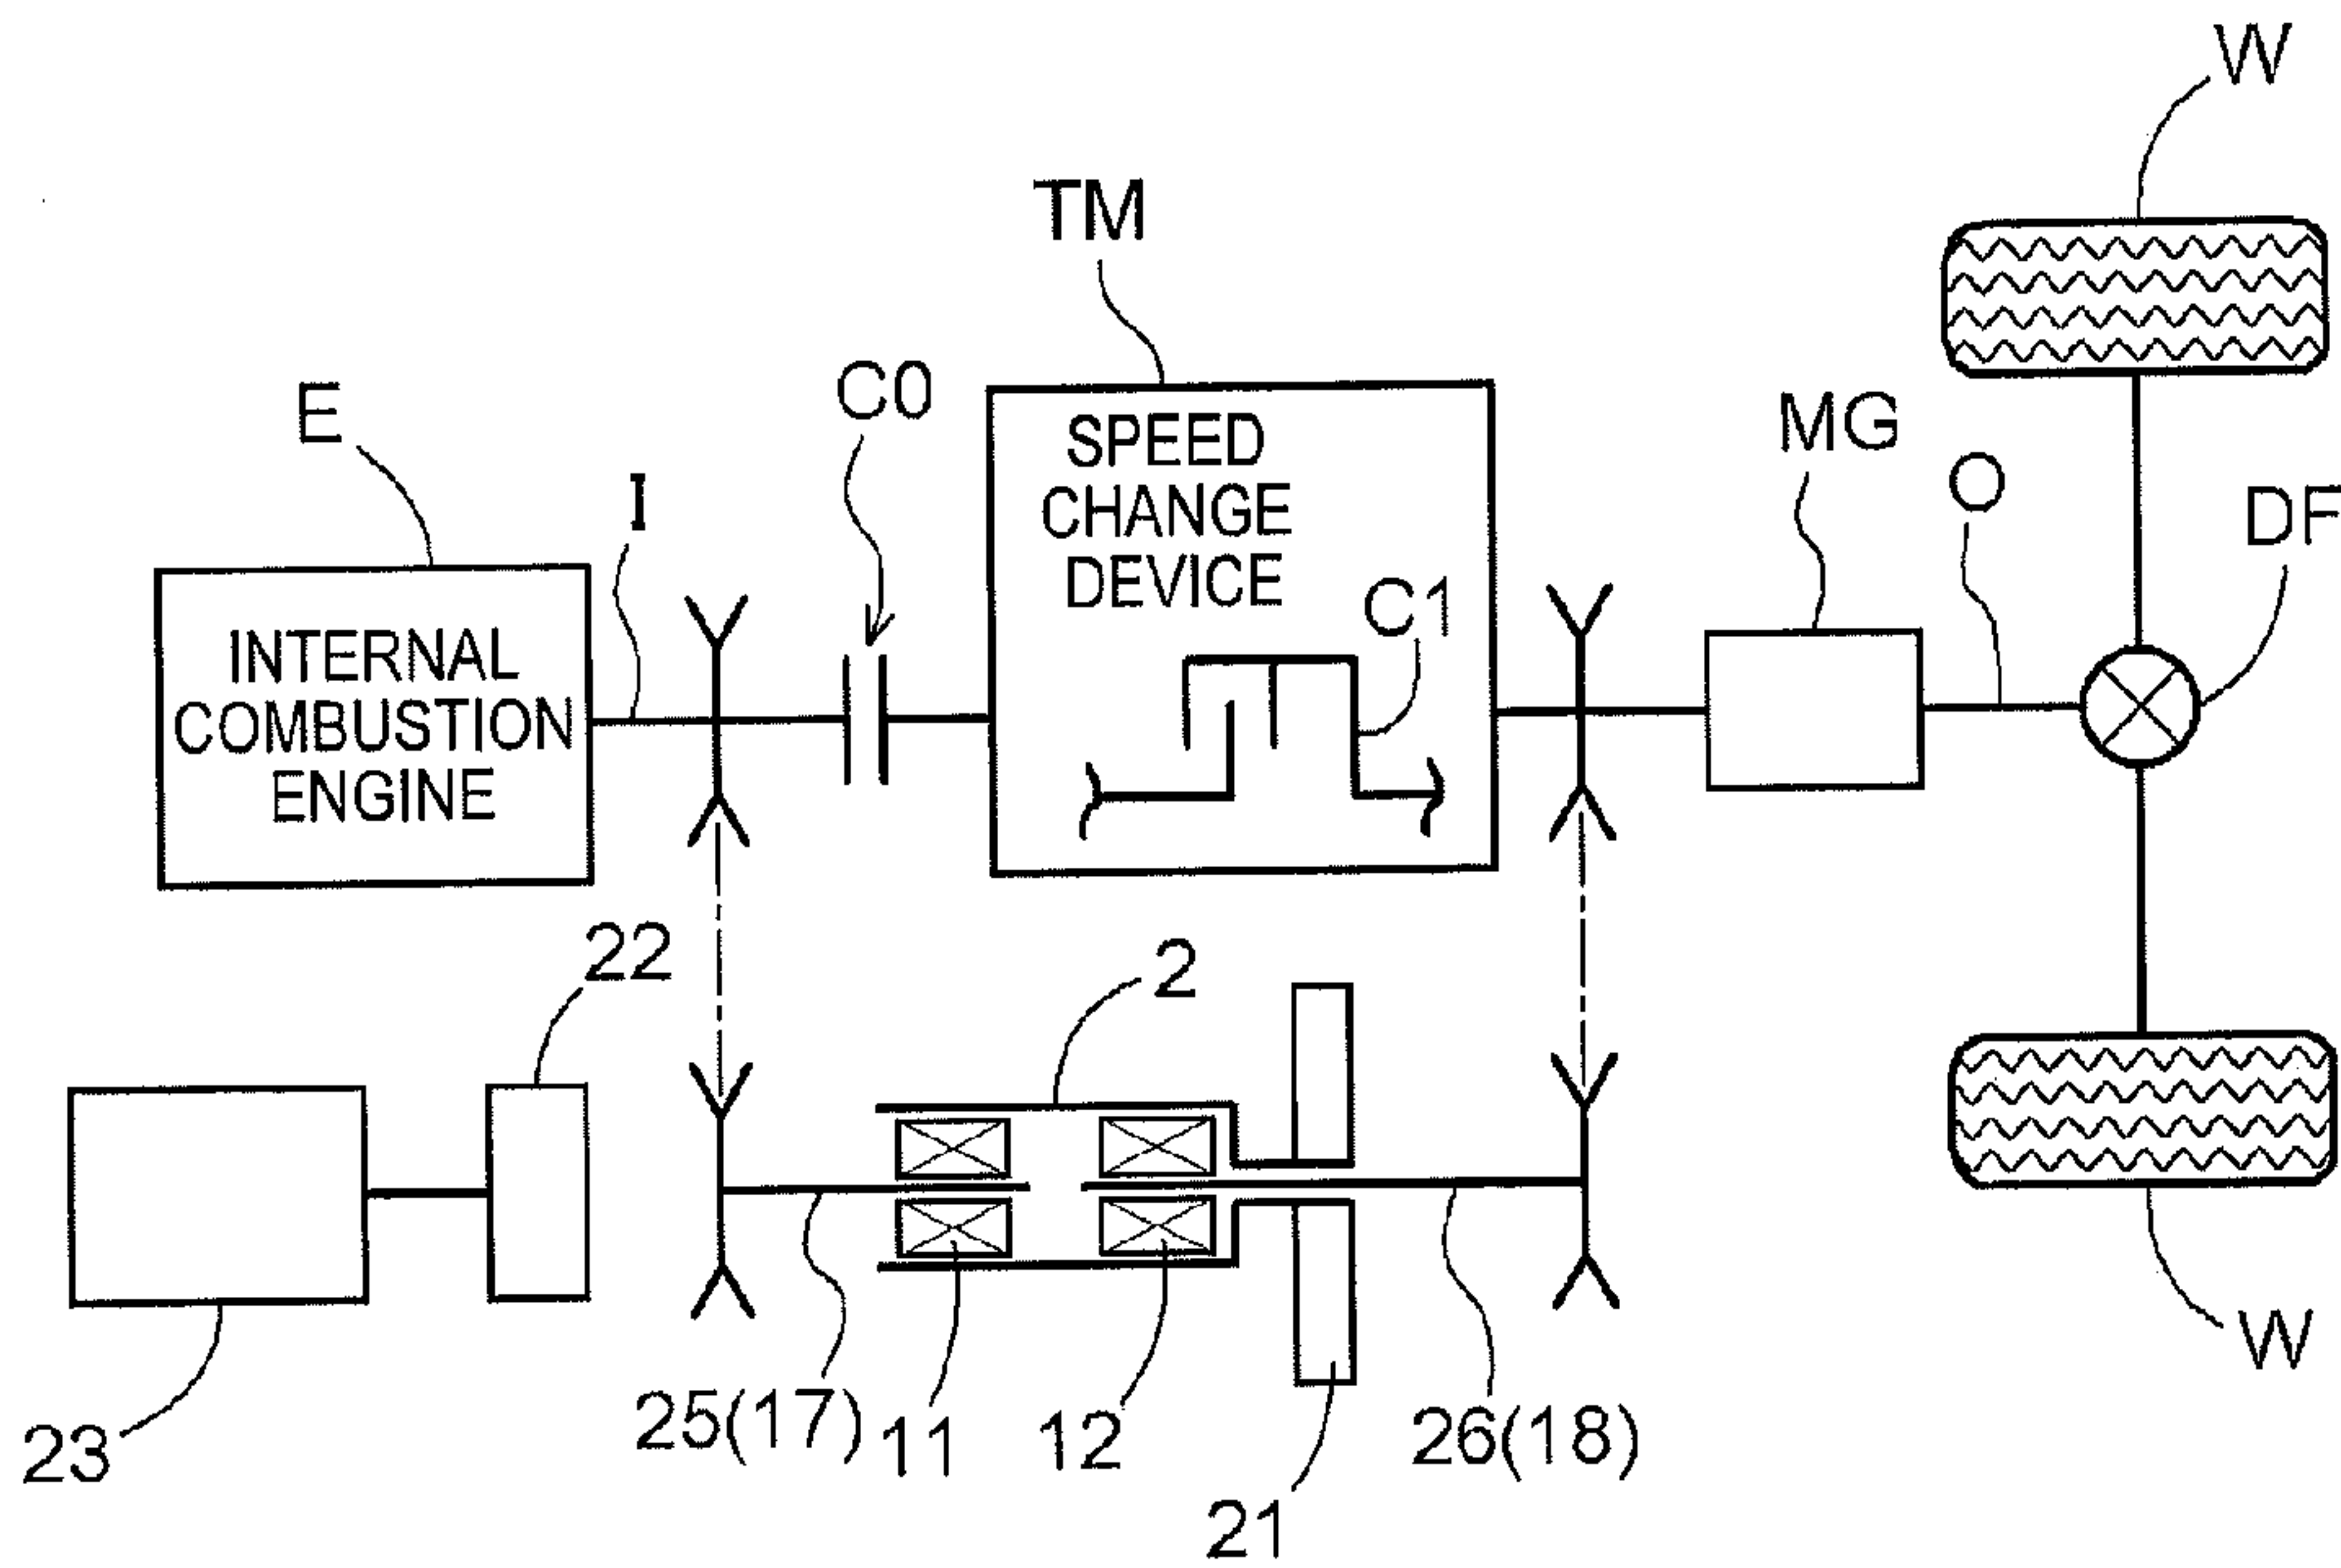 W
TM
C0
E
MG
I
O
DF
SPEED
CHANGE
DEVICE
C1
INTERNAL
COMBUSTION
ENGINE
22
2
23
25(17)
11
12
21
26(18)
W